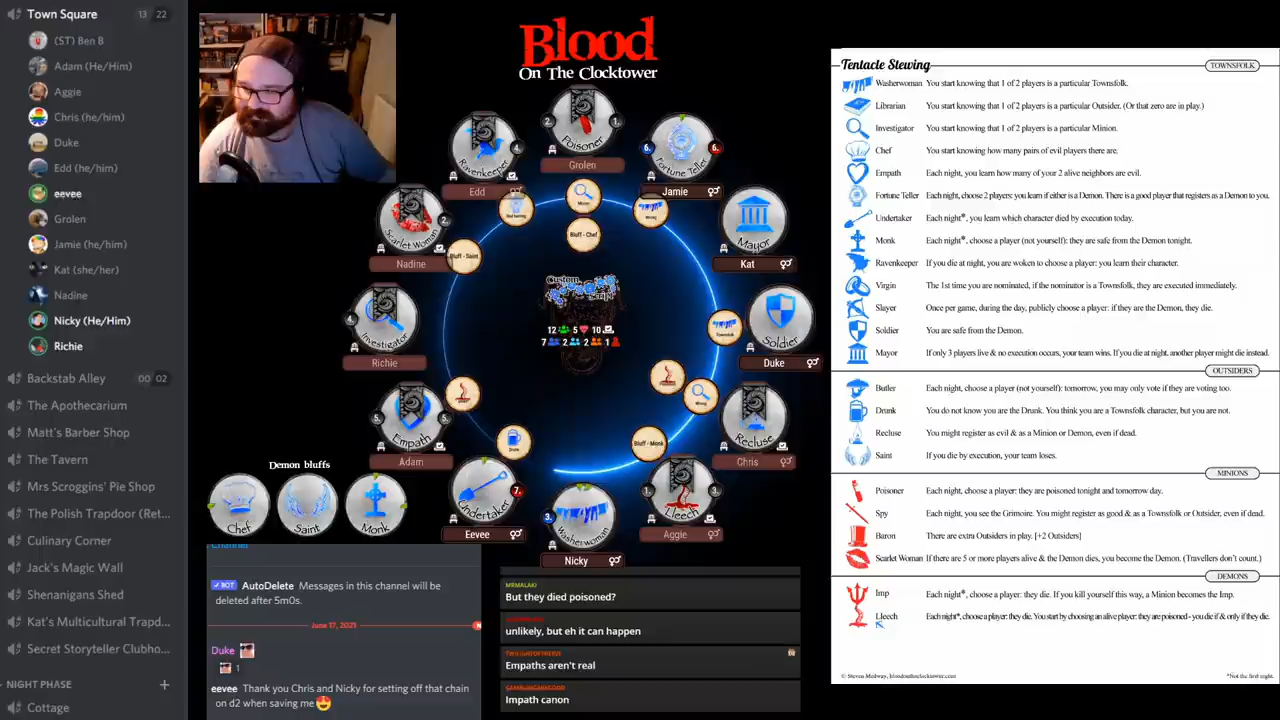 Town Square 13 22
(ST) Ben B
Adam (He/Him)
Aggie
Chris (he/him)
Duke
Edd (he/him)
eevee
Grolen
Jamie (he/him)
Kat (she/her)
Nadine
Nicky (He/Him)
Richie
Backstab Alley 00 02
The Apothecarium
Matt's Barber Shop
The Tavern
Mrs Scroggins' Pie Shop
The Polish Trapdoor (Ret...
Culinary Corner
Jack's Magic Wall
Shenanigans Shed
Kat's Multicultural Trapd...
Secret Storyteller Clubho...
NIGHT PHASE
Cottage
Blood
On The Clocktower
Poisoner
Grolen
Fortune Teller
Jamie
Mayor
Kat
Soldier
Duke
Recluse
Chris
Lleech
Aggie
Washerwoman
Nicky
Undertaker
Eevee
Empath
Adam
Investigator
Richie
Scarlet Woman
Nadine
Ravenkeeper
Edd
Bluff - Chef
Bluff - Saint
Bluff - Monk
Drunk
Wrong
Custom
Script
12 5 10
7 2 2 1
Demon bluffs
Chef
Saint
Monk
Channel
BOT AutoDelete Messages in this channel will be
deleted after 5m0s.
June 17, 2021
Duke
1
eevee Thank you Chris and Nicky for setting off that chain
on d2 when saving me
MRMALAKI
But they died poisoned?
unlikely, but eh it can happen
Empaths aren't real
Impath canon
Tentacle Stewing
TOWNSFOLK
Washerwoman You start knowing that 1 of 2 players is a particular Townsfolk.
Librarian You start knowing that 1 of 2 players is a particular Outsider. (Or that zero are in play.)
Investigator You start knowing that 1 of 2 players is a particular Minion.
Chef You start knowing how many pairs of evil players there are.
Empath Each night, you learn how many of your 2 alive neighbors are evil.
Fortune Teller Each night, choose 2 players: you learn if either is a Demon. There is a good player that registers as a Demon to you.
Undertaker Each night*, you learn which character died by execution today.
Monk Each night*, choose a player (not yourself): they are safe from the Demon tonight.
Ravenkeeper If you die at night, you are woken to choose a player: you learn their character.
Virgin The 1st time you are nominated, if the nominator is a Townsfolk, they are executed immediately.
Slayer Once per game, during the day, publicly choose a player: if they are the Demon, they die.
Soldier You are safe from the Demon.
Mayor If only 3 players live & no execution occurs, your team wins. If you die at night, another player might die instead.
OUTSIDERS
Butler Each night, choose a player (not yourself): tomorrow, you may only vote if they are voting too.
Drunk You do not know you are the Drunk. You think you are a Townsfolk character, but you are not.
Recluse You might register as evil & as a Minion or Demon, even if dead.
Saint If you die by execution, your team loses.
MINIONS
Poisoner Each night, choose a player: they are poisoned tonight and tomorrow day.
Spy Each night, you see the Grimoire. You might register as good & as a Townsfolk or Outsider, even if dead.
Baron There are extra Outsiders in play. [+2 Outsiders]
Scarlet Woman If there are 5 or more players alive & the Demon dies, you become the Demon. (Travellers don't count.)
DEMONS
Imp Each night*, choose a player: they die. If you kill yourself this way, a Minion becomes the Imp.
Lleech Each night*, choose a player: they die. You start by choosing an alive player: they are poisoned - you die if & only if they die.
© Steven Medway, bloodontheclocktower.com
*Not the first night.